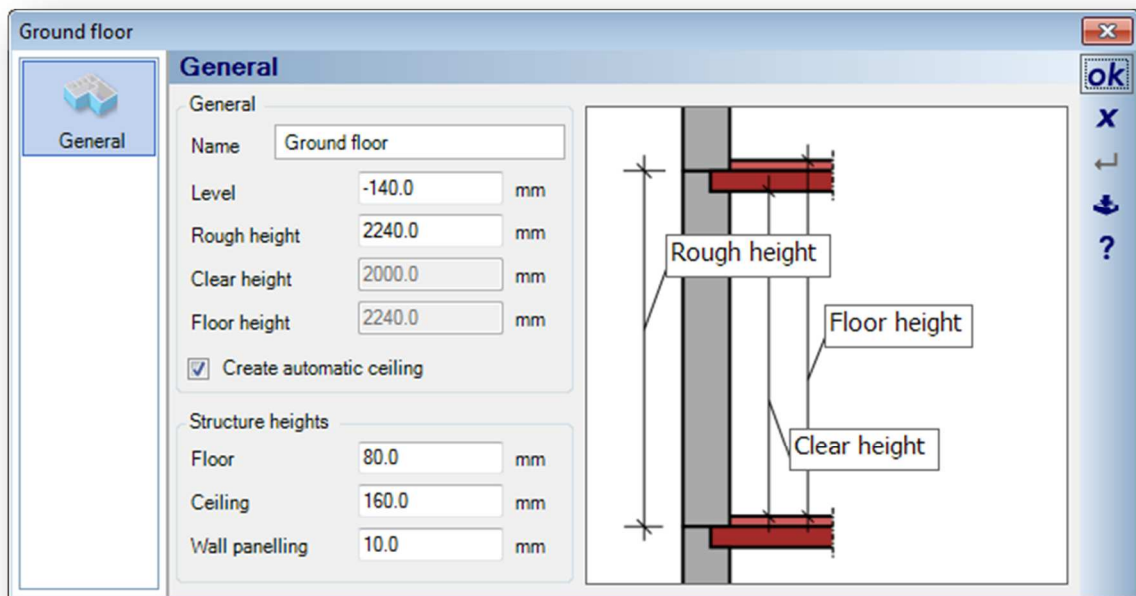 Ground floor
General
General
General
Name Ground floor
Level -140.0 mm
Rough height 2240.0 mm
Clear height 2000.0 mm
Floor height 2240.0 mm
Create automatic ceiling
Structure heights
Floor 80.0 mm
Ceiling 160.0 mm
Wall panelling 10.0 mm
Rough height
Floor height
Clear height
ok
x
?